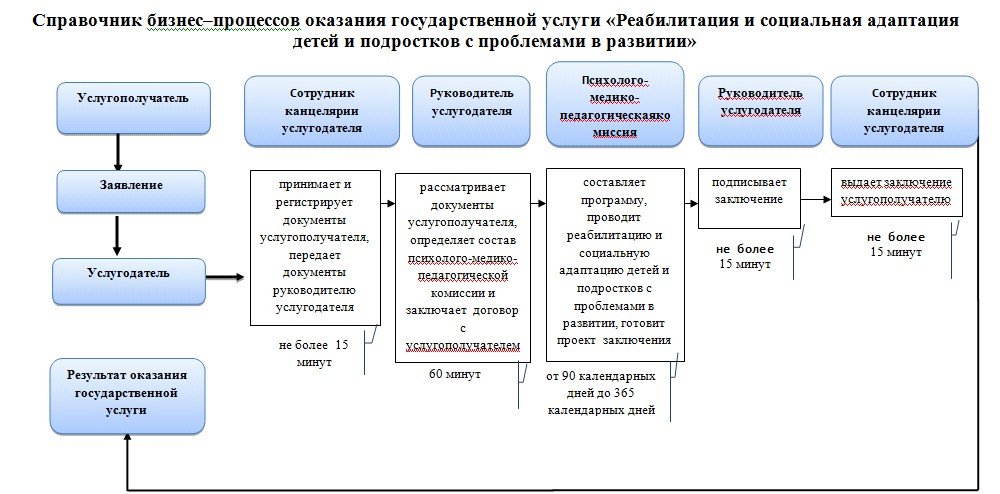 Справочник бизнес–процессов оказания государственной услуги «Реабилитация и социальная адаптация
детей и подростков с проблемами в развитии»
Услугополучатель
Заявление
Услугодатель
Результат оказания
государственной
услуги
Сотрудник
канцелярии
услугодателя
принимает и
регистрирует
документы
услугополучателя,
передает
документы
руководителю
услугодателя
не более 15
минут
Руководитель
услугодателя
рассматривает
документы
услугополучателя,
определяет состав
психолого-медико-
педагогической
комиссии и
заключает договор
с
услугополучателем
60 минут
Психолого-
медико-
педагогическаяко
миссия
составляет
программу,
проводит
реабилитацию и
социальную
адаптацию детей и
подростков с
проблемами в
развитии, готовит
проект заключения
от 90 календарных
дней до 365
календарных дней
Руководитель
услугодателя
подписывает
заключение
не более
15 минут
Сотрудник
канцелярии
услугодателя
выдает заключение
услугополучателю
не более
15 минут